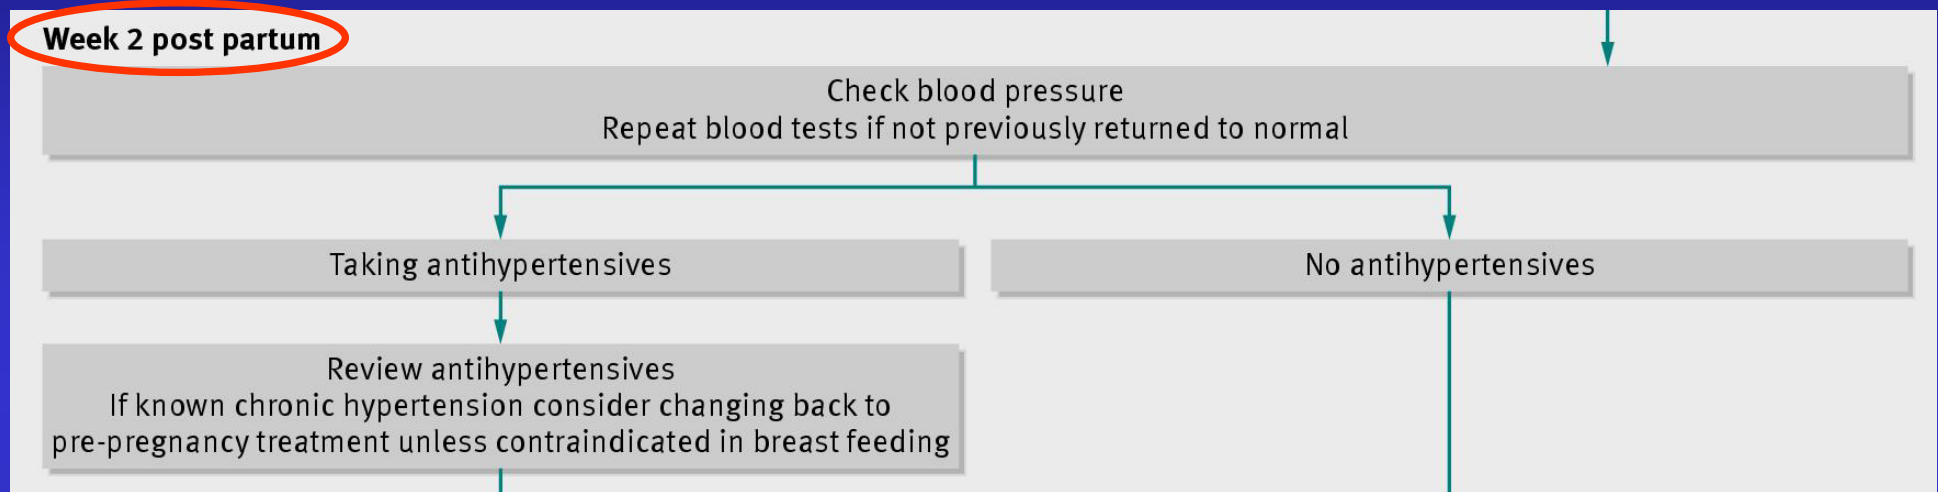 Week 2 post partum
Check blood pressure
Repeat blood tests if not previously returned to normal
Taking antihypertensives
No antihypertensives
Review antihypertensives
If known chronic hypertension consider changing back to
pre-pregnancy treatment unless contraindicated in breast feeding